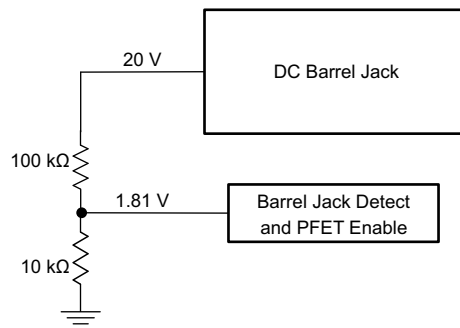 20 V
DC Barrel Jack
100 kΩ
1.81 V
Barrel Jack Detect
and PFET Enable
10 kΩ